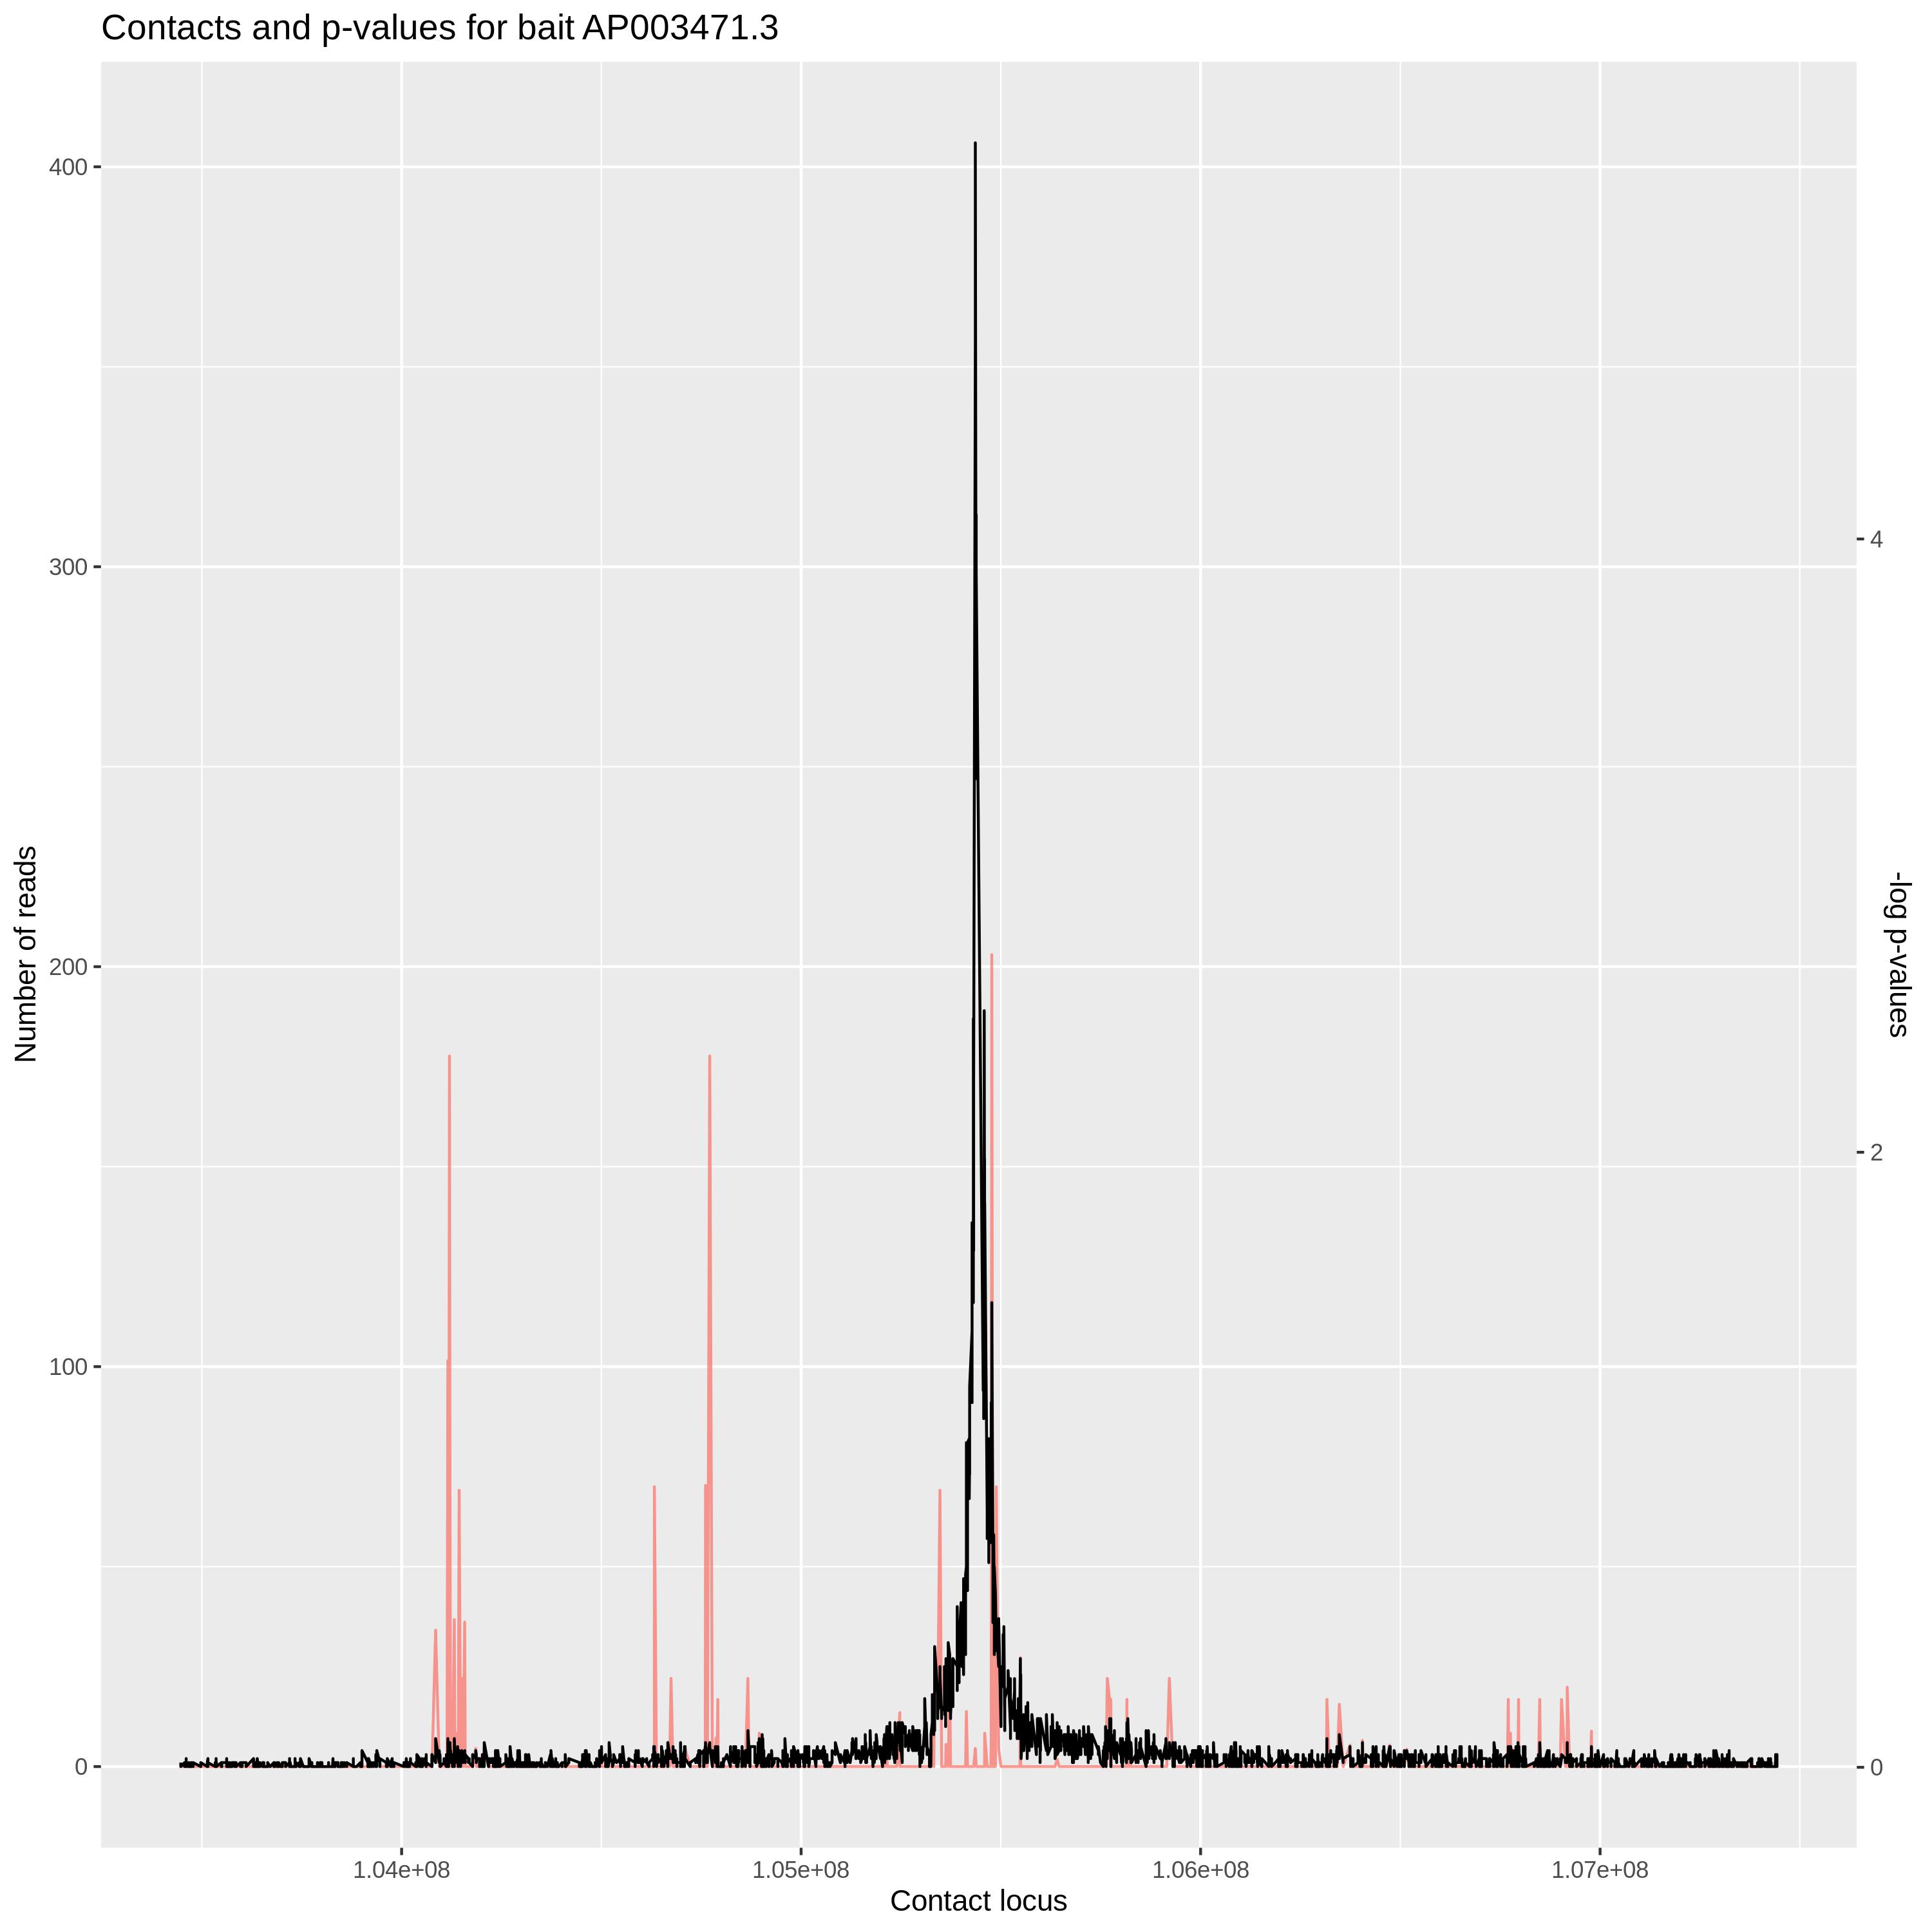 Contacts and p-values for bait AP003471.3
400
300
200
100
0
Number of reads
4
2
0
-log p-values
1.04e+08
1.05e+08
1.06e+08
1.07e+08
Contact locus